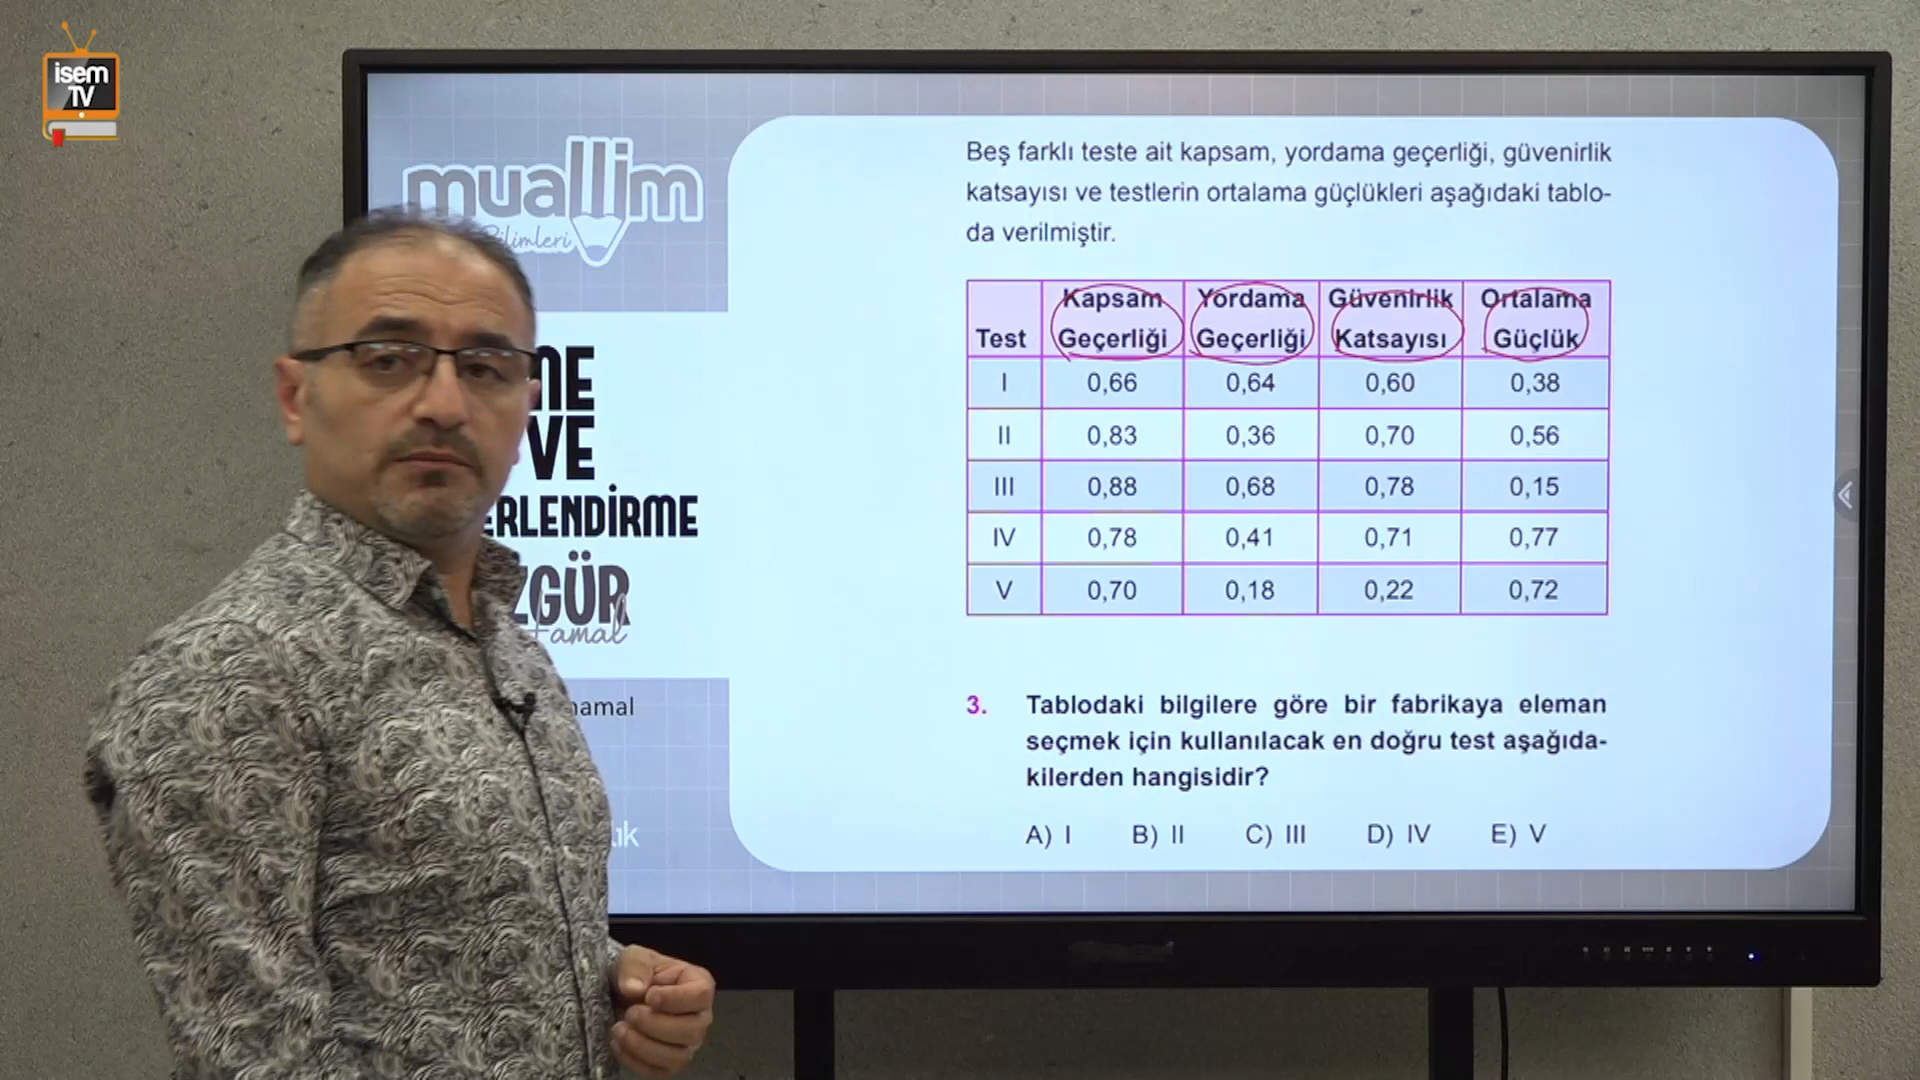 isem
TV
muallim
Bilimleri
VE
Beş farklı teste ait kapsam, yordama geçerliği, güvenirlik
katsayısı ve testlerin ortalama güçlükleri aşağıdaki tablo-
da verilmiştir.
Test Kapsam Geçerliği Yordama Geçerliği Güvenirlik Katsayısı Ortalama Güçlük
I 0,66 0,64 0,60 0,38
II 0,83 0,36 0,70 0,56
III 0,88 0,68 0,78 0,15
IV 0,78 0,41 0,71 0,77
V 0,70 0,18 0,22 0,72
3. Tablodaki bilgilere göre bir fabrikaya eleman
seçmek için kullanılacak en doğru test aşağıda-
kilerden hangisidir?
A) I B) II C) III D) IV E) V